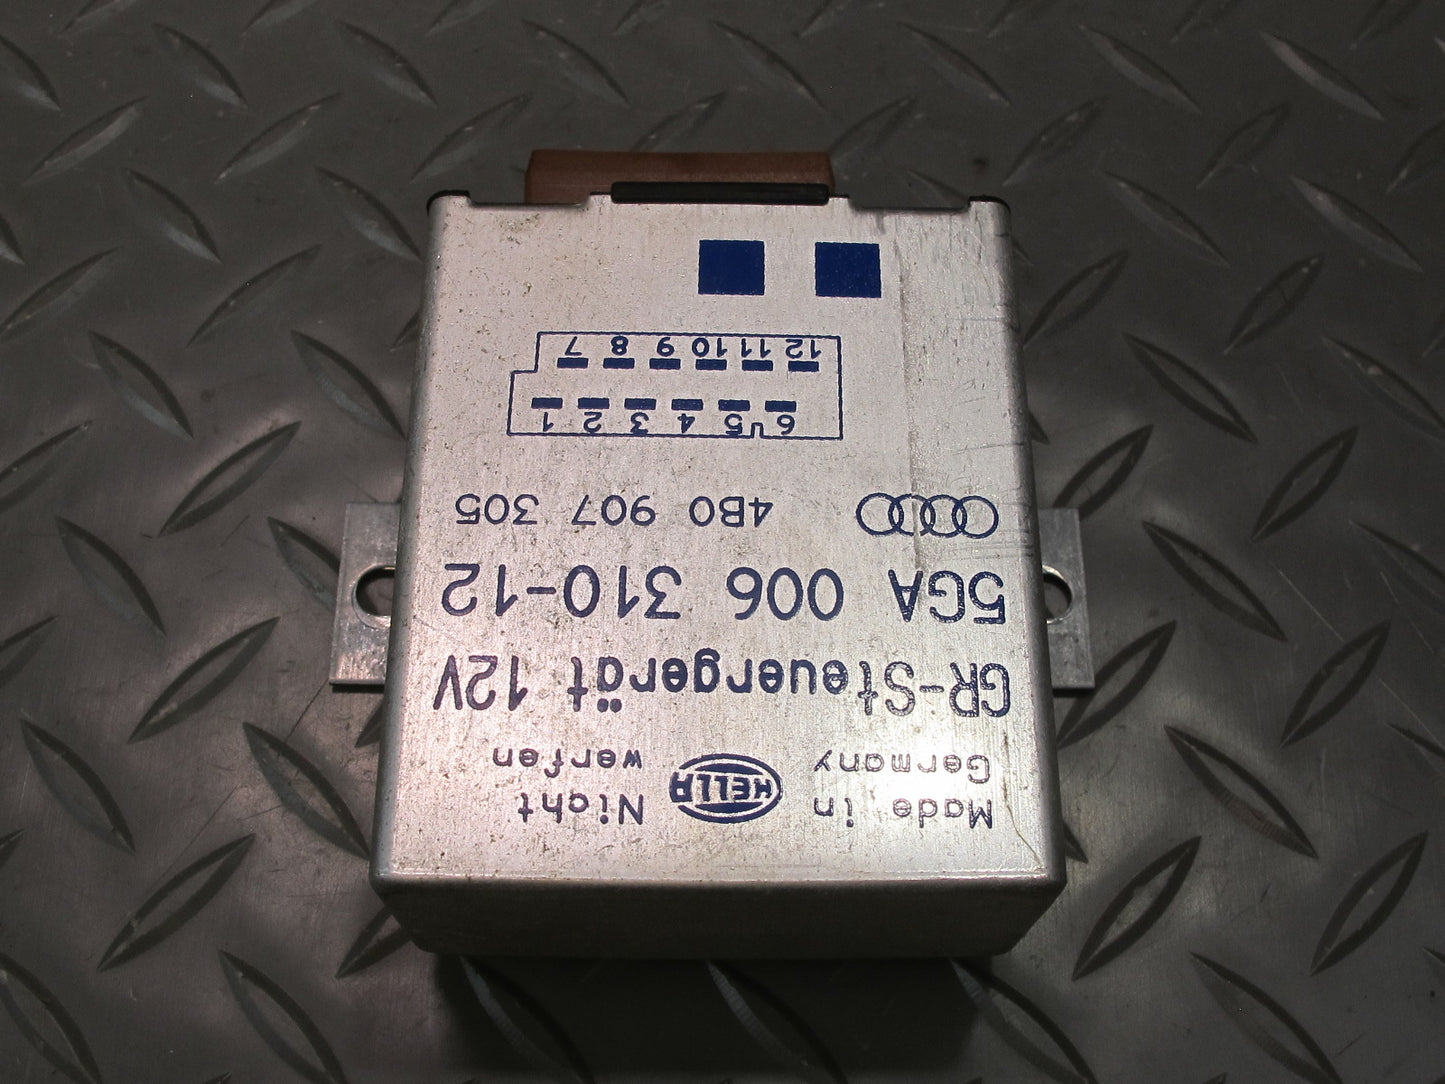 Made in HELLA Nicht
Germany werfen
GR-Steuergerät 12V
5GA 006 310-12
4B0 907 305
6 5 4 3 2 1
12 11 10 9 8 7